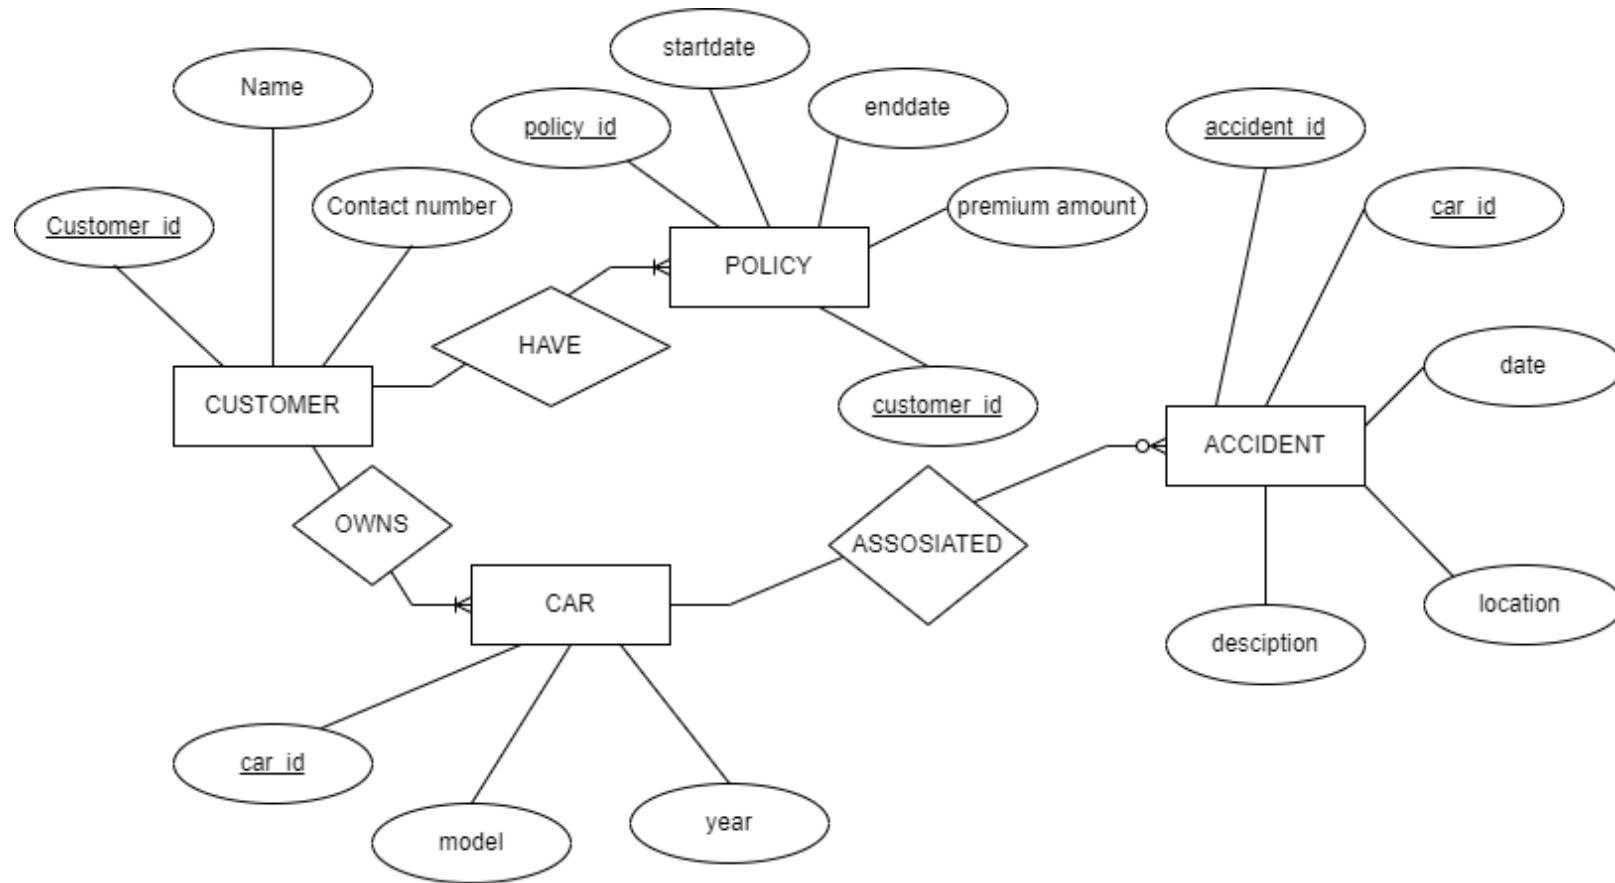 startdate
Name
enddate
policy_id
accident_id
Contact number
premium amount
car_id
Customer_id
POLICY
HAVE
date
CUSTOMER
customer_id
ACCIDENT
OWNS
ASSOSIATED
CAR
location
desciption
car_id
year
model